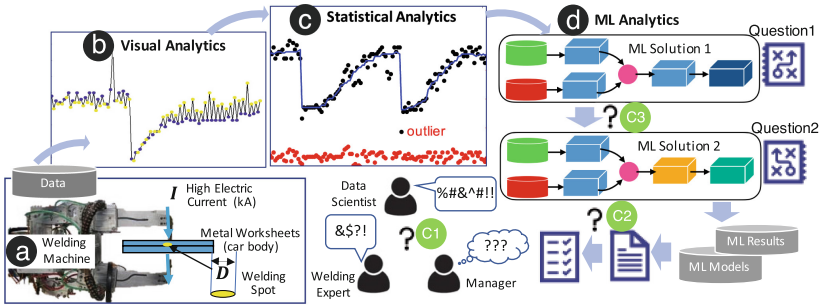 b Visual Analytics
c Statistical Analytics
outlier
d ML Analytics
Question1
ML Solution 1
? C3
Question2
ML Solution 2
Data
a Welding
Machine
I High Electric
Current (kA)
Metal Worksheets
(car body)
D
Welding
Spot
Data
Scientist
%#&^#!!
&$?!
? C1
???
Welding
Expert
Manager
? C2
ML Results
ML Models